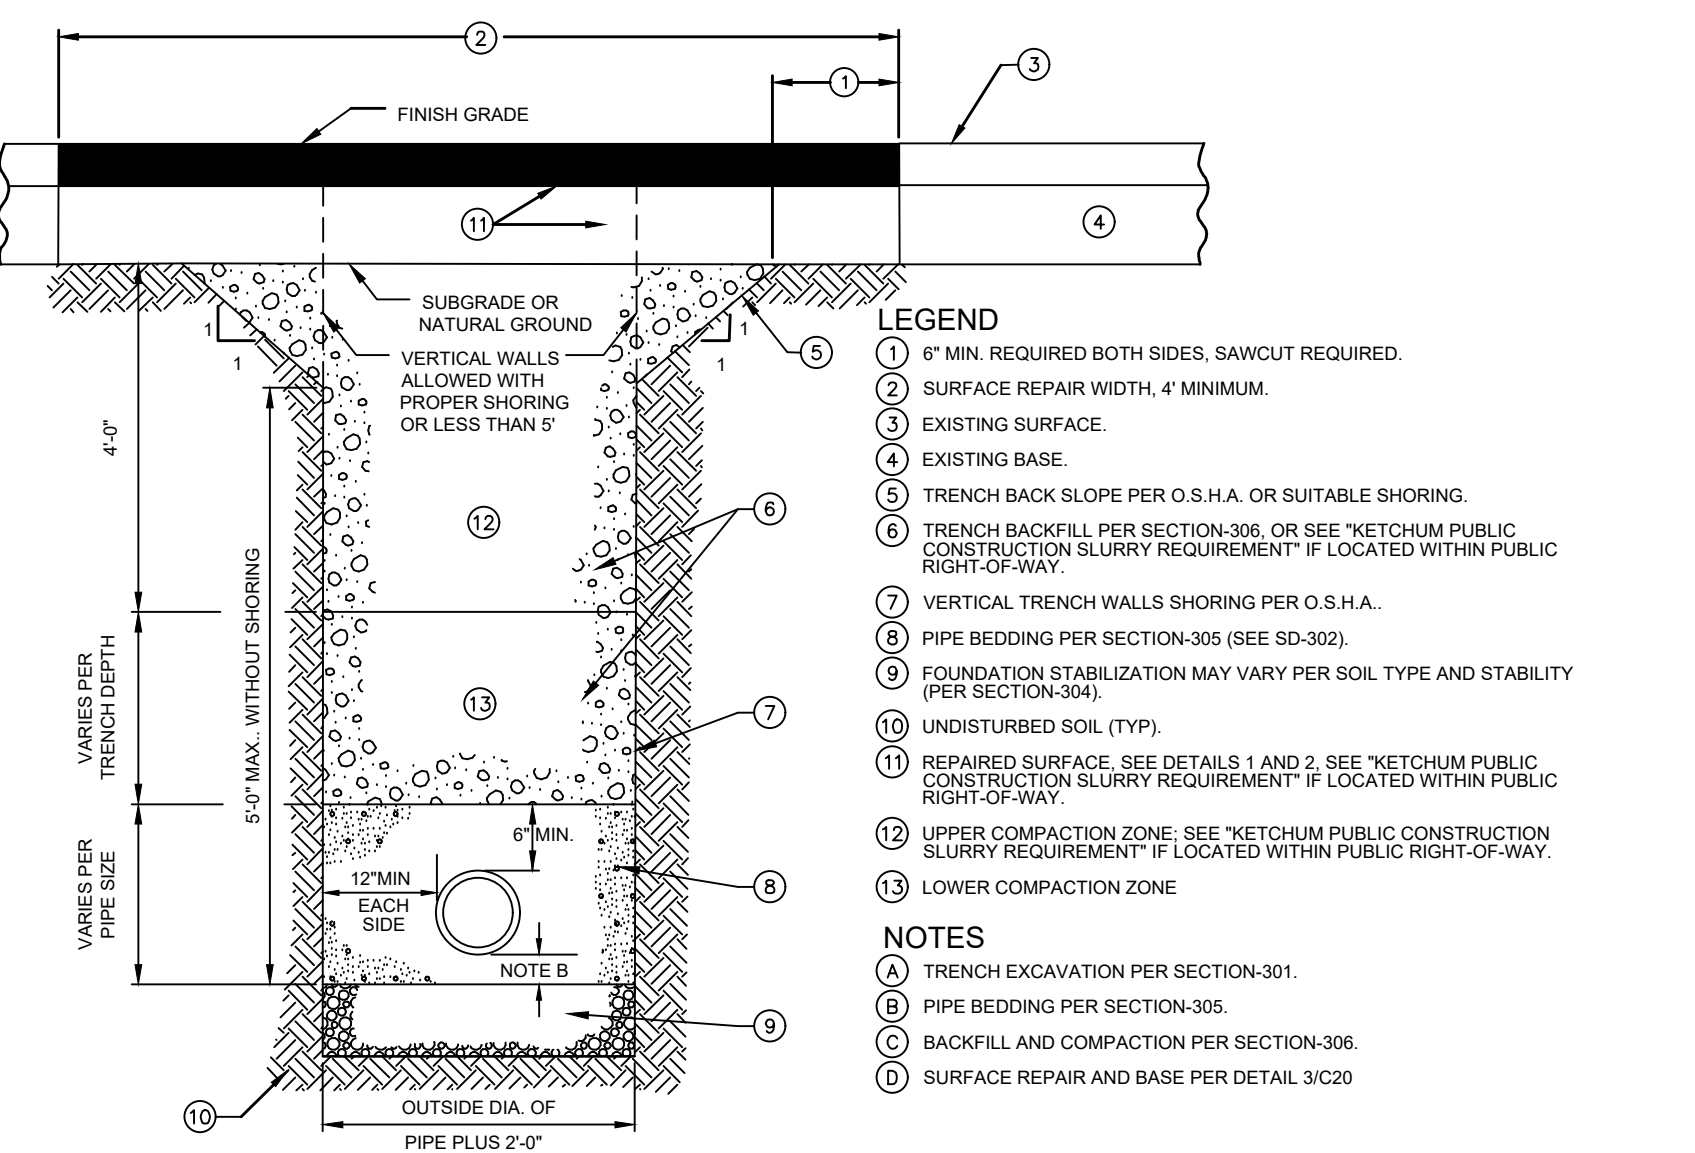 2
1
3
FINISH GRADE
11
4
SUBGRADE OR
NATURAL GROUND
1
1
1
1
5
VERTICAL WALLS
ALLOWED WITH
PROPER SHORING
OR LESS THAN 5'
4'-0"
5'-0" MAX.. WITHOUT SHORING
12
6
VARIES PER
TRENCH DEPTH
13
7
VARIES PER
PIPE SIZE
6" MIN.
12"MIN
EACH
SIDE
8
NOTE B
9
10
OUTSIDE DIA. OF
PIPE PLUS 2'-0"
LEGEND
1 6" MIN. REQUIRED BOTH SIDES, SAWCUT REQUIRED.
2 SURFACE REPAIR WIDTH, 4' MINIMUM.
3 EXISTING SURFACE.
4 EXISTING BASE.
5 TRENCH BACK SLOPE PER O.S.H.A. OR SUITABLE SHORING.
6 TRENCH BACKFILL PER SECTION-306, OR SEE "KETCHUM PUBLIC
CONSTRUCTION SLURRY REQUIREMENT" IF LOCATED WITHIN PUBLIC
RIGHT-OF-WAY.
7 VERTICAL TRENCH WALLS SHORING PER O.S.H.A..
8 PIPE BEDDING PER SECTION-305 (SEE SD-302).
9 FOUNDATION STABILIZATION MAY VARY PER SOIL TYPE AND STABILITY
(PER SECTION-304).
10 UNDISTURBED SOIL (TYP).
11 REPAIRED SURFACE, SEE DETAILS 1 AND 2, SEE "KETCHUM PUBLIC
CONSTRUCTION SLURRY REQUIREMENT" IF LOCATED WITHIN PUBLIC
RIGHT-OF-WAY.
12 UPPER COMPACTION ZONE; SEE "KETCHUM PUBLIC CONSTRUCTION
SLURRY REQUIREMENT" IF LOCATED WITHIN PUBLIC RIGHT-OF-WAY.
13 LOWER COMPACTION ZONE
NOTES
A TRENCH EXCAVATION PER SECTION-301.
B PIPE BEDDING PER SECTION-305.
C BACKFILL AND COMPACTION PER SECTION-306.
D SURFACE REPAIR AND BASE PER DETAIL 3/C20